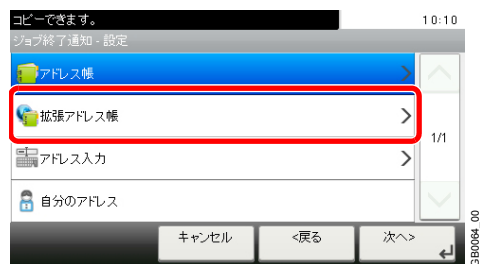 コピーできます。 10:10
ジョブ終了通知 - 設定
アドレス帳
拡張アドレス帳
1/1
アドレス入力
自分のアドレス
キャンセル <戻る 次へ>
GB0064_00